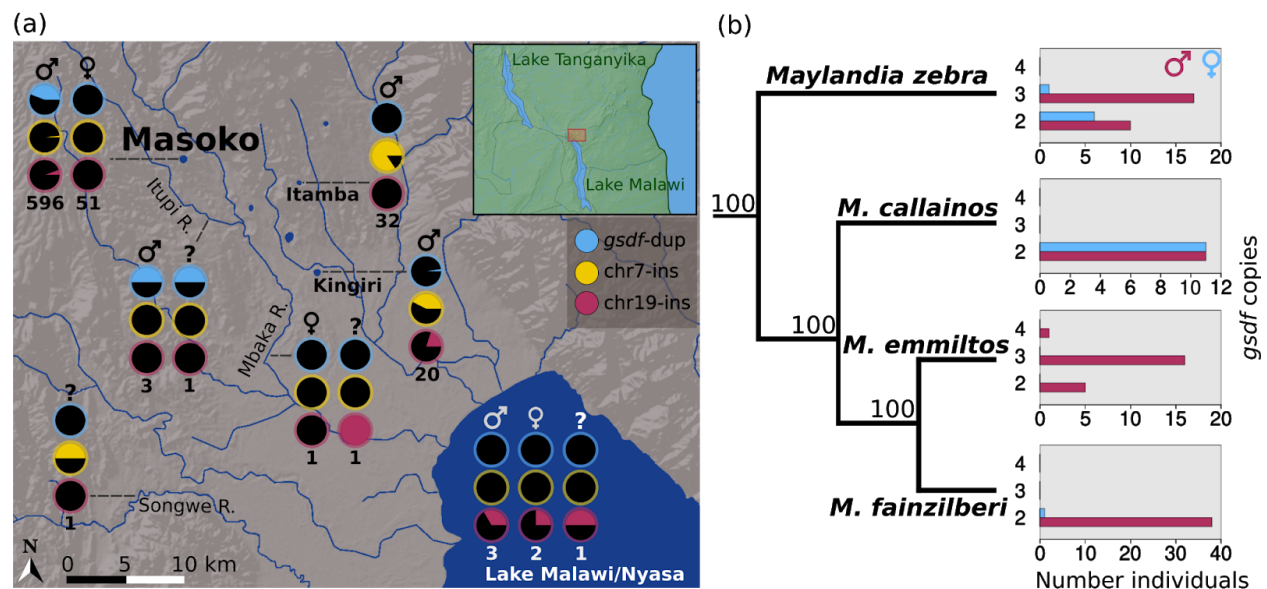 (a)
♂ ♀
Masoko
596 51
Itupi R.
♂
Itamba
32
Lake Tanganyika
Lake Malawi
gsdf-dup
chr7-ins
chr19-ins
♂
Kingiri
20
♂ ?
3 1
Mbaka R.
♀ ?
1 1
?
1
Songwe R.
♂ ♀ ?
3 2 1
Lake Malawi/Nyasa
N
0 5 10 km
(b)
Maylandia zebra
M. callainos
M. emmiltos
M. fainzilberi
100
100
100
♂ ♀
4
3
2
0 5 10 15 20
4
3
2
0 2 4 6 8 10 12
4
3
2
0 5 10 15 20
4
3
2
0 10 20 30 40
Number individuals
gsdf copies